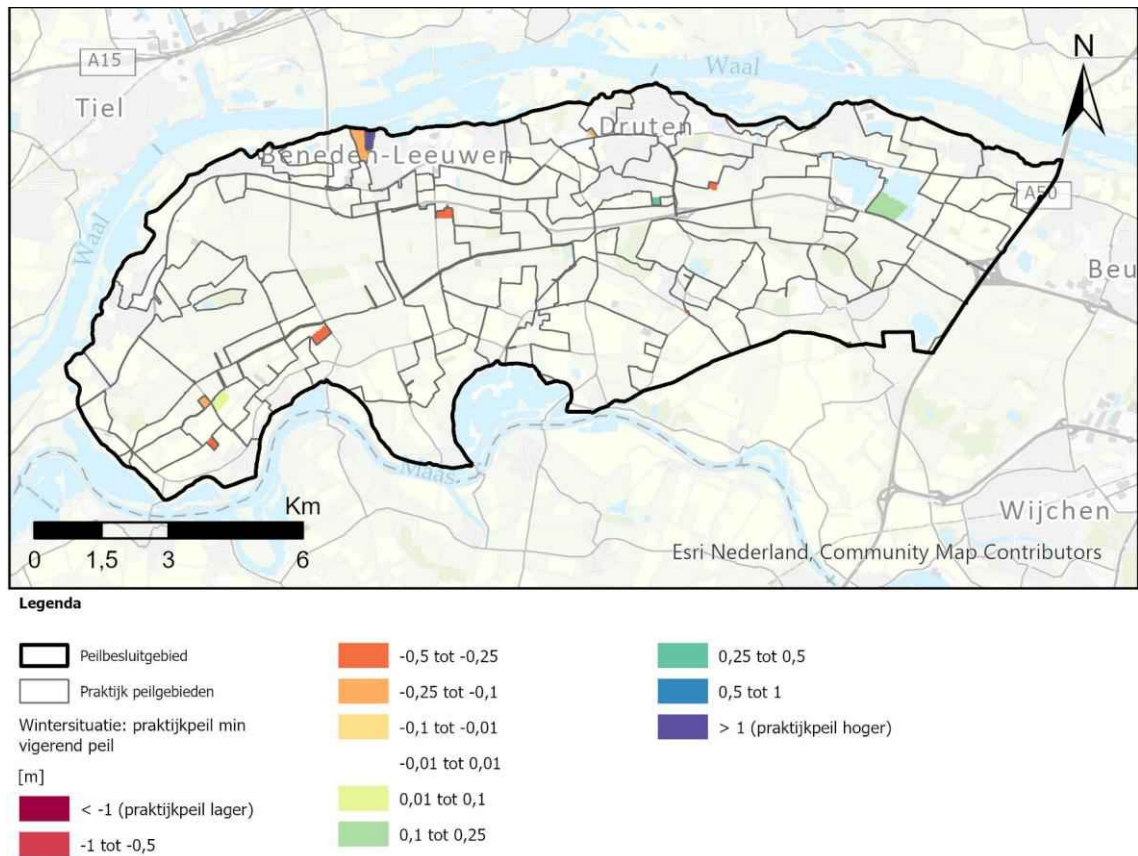 N
A15
Tiel
Waal
Druten
Beneden-Leeuwen
A50
Waal
Beu
Maas
Wijchen
Km
0 1,5 3 6
Esri Nederland, Community Map Contributors
Legenda
Peilbesluitgebied
Praktijk peilgebieden
Wintersituatie: praktijkpeil min
vigerend peil
[m]
< -1 (praktijkpeil lager)
-1 tot -0,5
-0,5 tot -0,25
-0,25 tot -0,1
-0,1 tot -0,01
-0,01 tot 0,01
0,01 tot 0,1
0,1 tot 0,25
0,25 tot 0,5
0,5 tot 1
> 1 (praktijkpeil hoger)